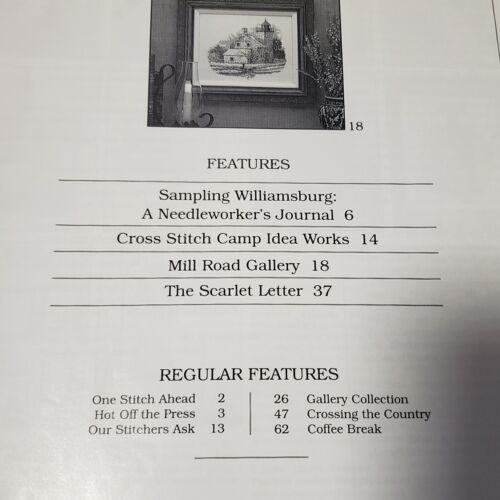 18
FEATURES
Sampling Williamsburg:
A Needleworker's Journal 6
Cross Stitch Camp Idea Works 14
Mill Road Gallery 18
The Scarlet Letter 37
REGULAR FEATURES
One Stitch Ahead 2
Hot Off the Press 3
Our Stitchers Ask 13
26 Gallery Collection
47 Crossing the Country
62 Coffee Break